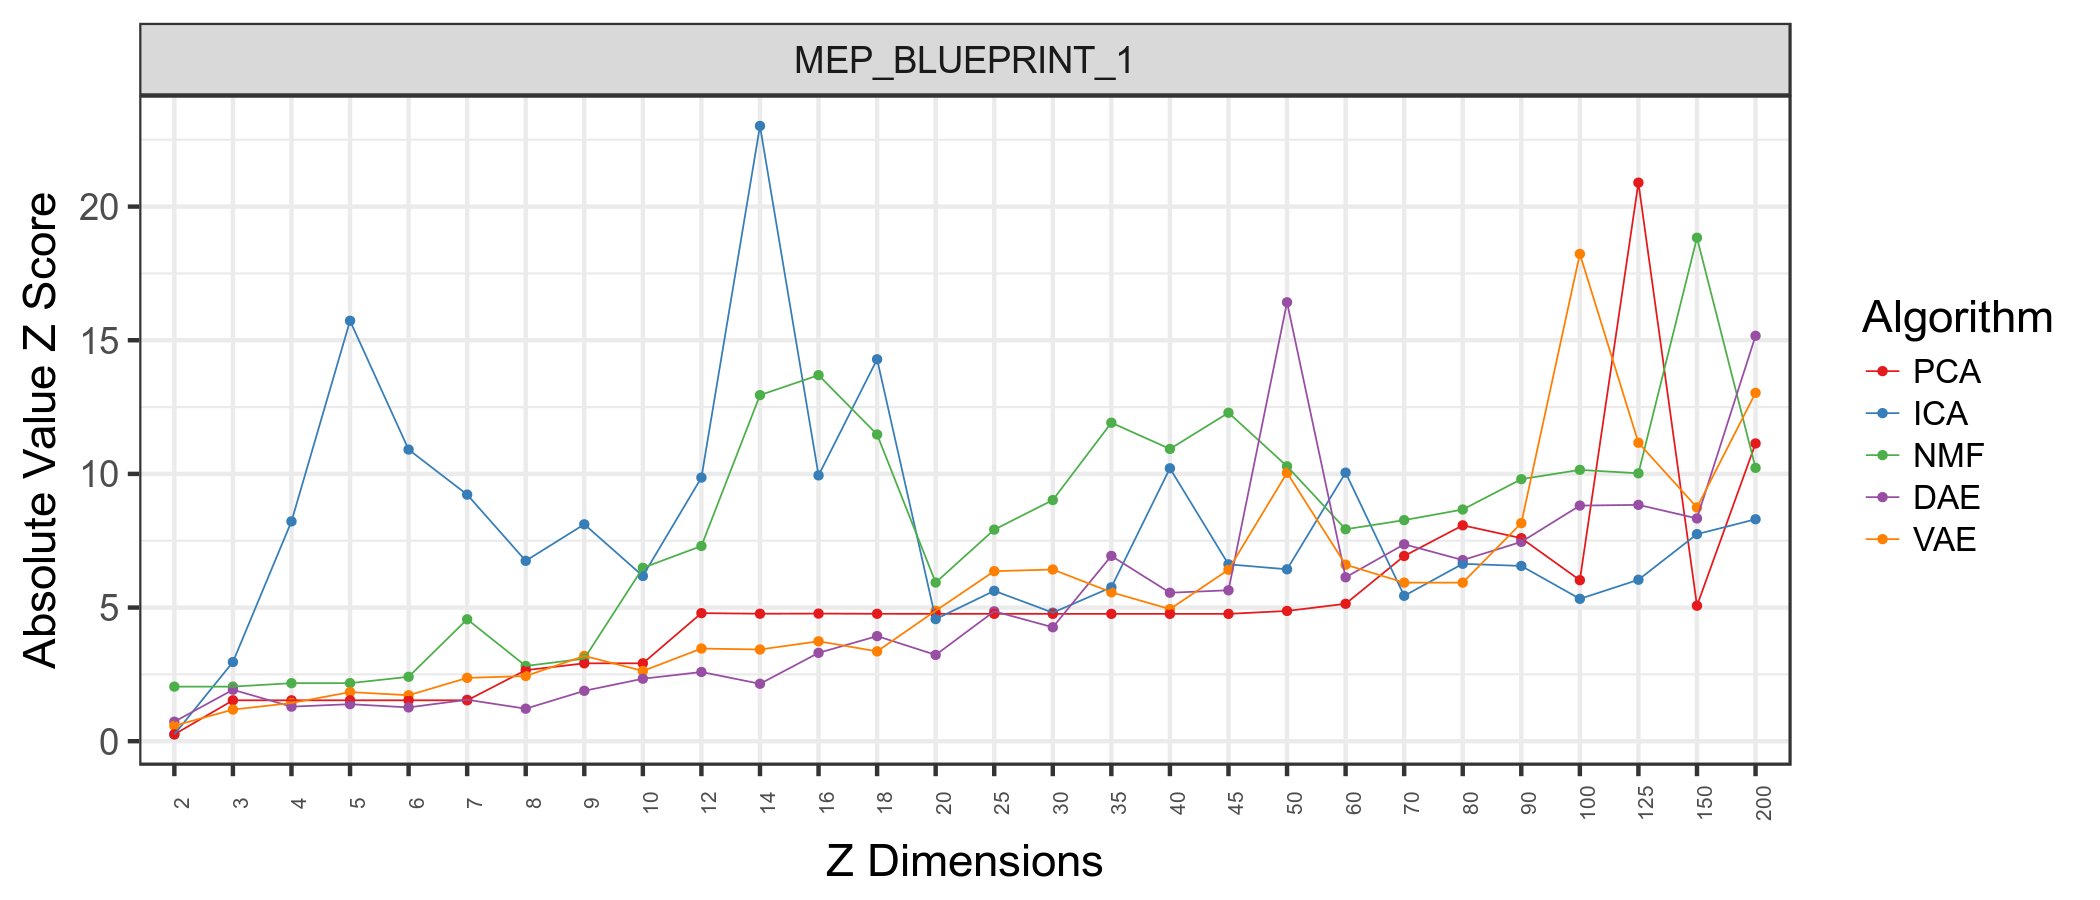 MEP_BLUEPRINT_1
Absolute Value Z Score
20
15
10
5
0
2 3 4 5 6 7 8 9 10 12 14 16 18 20 25 30 35 40 45 50 60 70 80 90 100 125 150 200
Z Dimensions
Algorithm
PCA
ICA
NMF
DAE
VAE